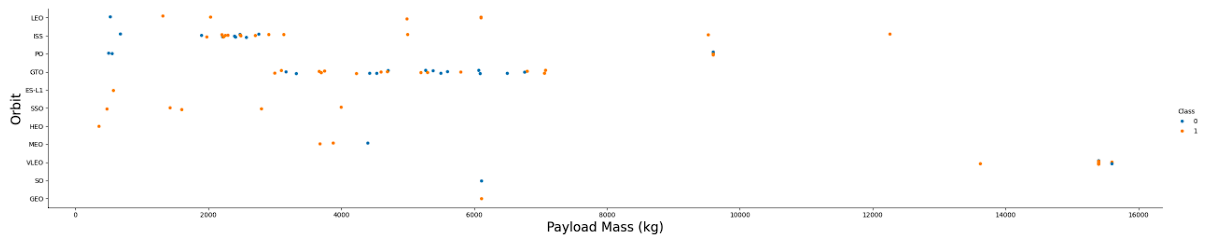 LEO
ISS
PO
GTO
ES-L1
SSO
HEO
MEO
VLEO
SO
GEO
Orbit
0
2000
4000
6000
8000
10000
12000
14000
16000
Payload Mass (kg)
Class
0
1